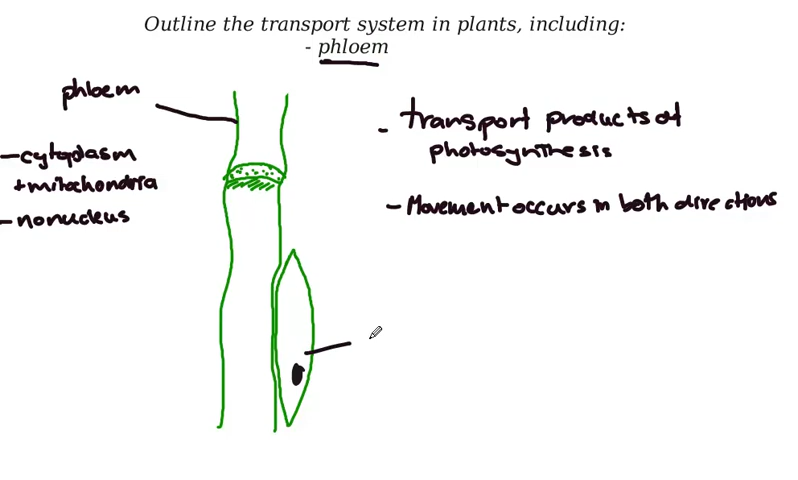 Outline the transport system in plants, including:
- phloem
phloem
- cytoplasm
+ mitochondria
- no nucleus
- transport products of
photosynthesis
- Movement occurs in both directions